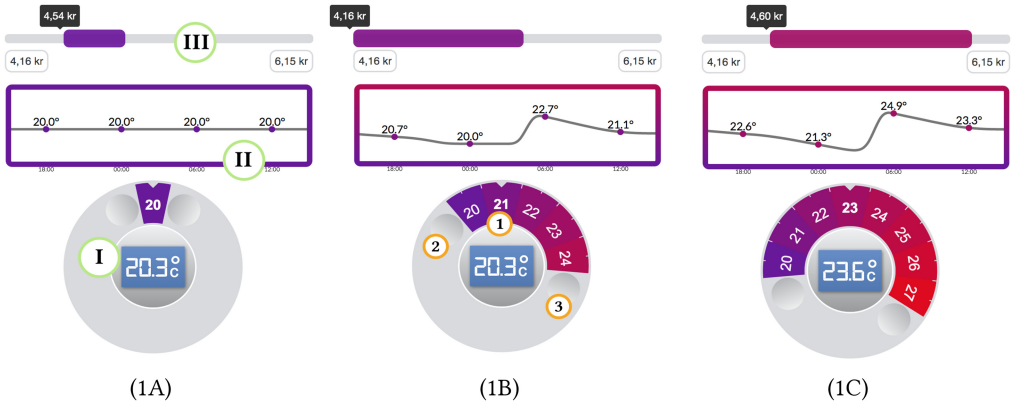 4,54 kr
III
4,16 kr
6,15 kr
20.0°
20.0°
20.0°
20.0°
II
18:00
00:00
06:00
12:00
20
I
20.3°C
(1A)
4,16 kr
4,16 kr
6,15 kr
20.7°
20.0°
22.7°
21.1°
18:00
00:00
06:00
12:00
20
21
22
23
24
1
2
3
20.3°C
(1B)
4,60 kr
4,16 kr
6,15 kr
22.6°
21.3°
24.9°
23.3°
18:00
00:00
06:00
12:00
20
21
22
23
24
25
26
27
23.6°C
(1C)